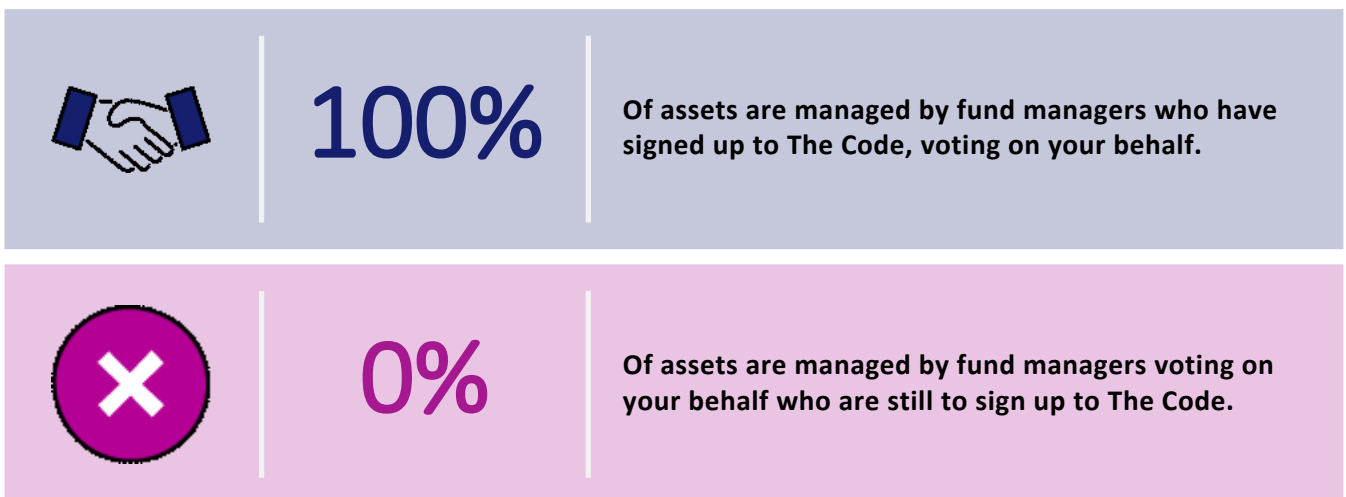 100%
Of assets are managed by fund managers who have
signed up to The Code, voting on your behalf.
0%
Of assets are managed by fund managers voting on
your behalf who are still to sign up to The Code.